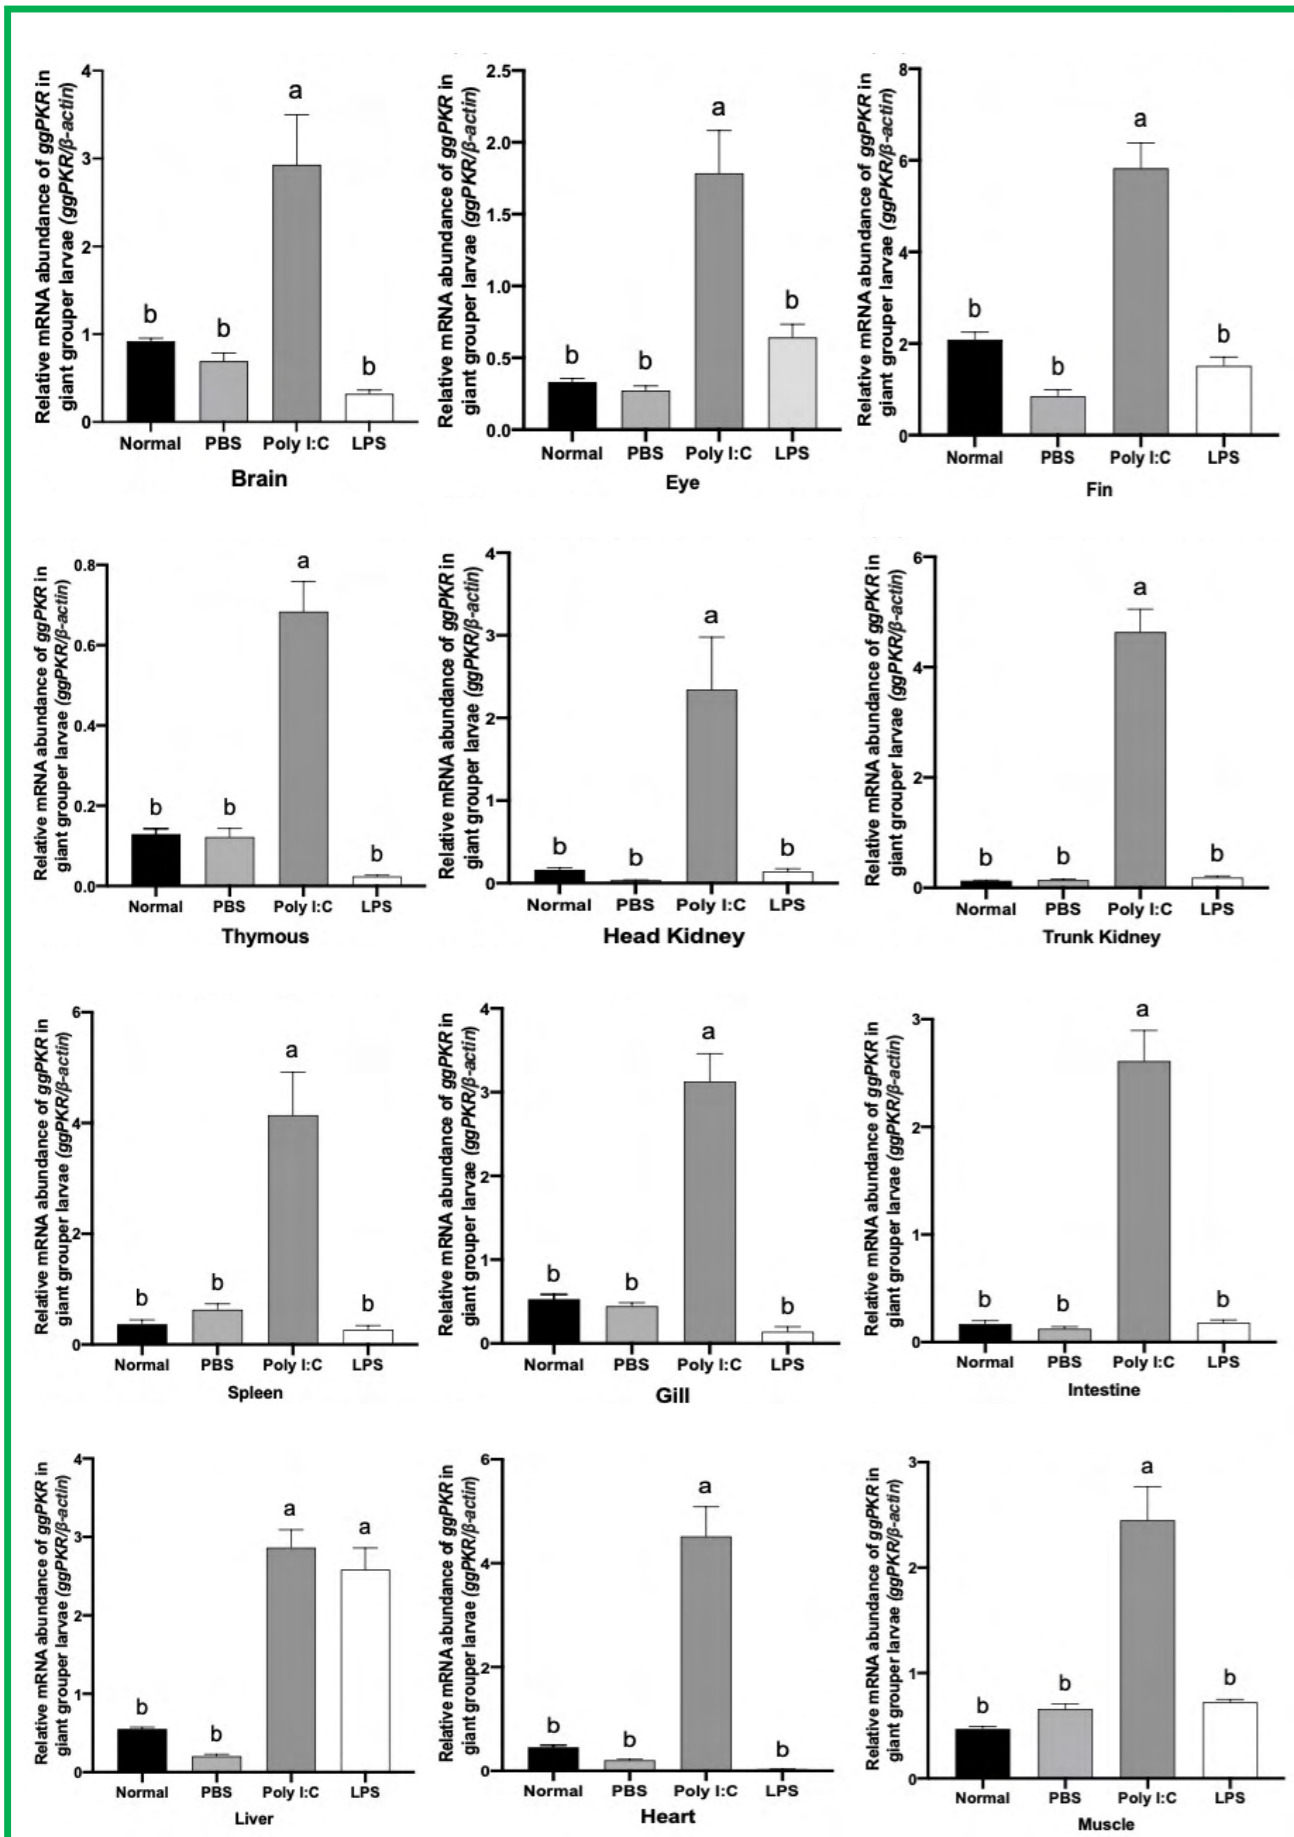 Relative mRNA abundance of ggPKR in
giant grouper larvae (ggPKR/β-actin)
4
3
2
1
0
b
b
a
b
Normal PBS Poly I:C LPS
Brain
Relative mRNA abundance of ggPKR in
giant grouper larvae (ggPKR/β-actin)
2.5
2.0
1.5
1.0
0.5
0.0
b
b
a
b
Normal PBS Poly I:C LPS
Eye
Relative mRNA abundance of ggPKR in
giant grouper larvae (ggPKR/β-actin)
8
6
4
2
0
b
b
a
b
Normal PBS Poly I:C LPS
Fin
Relative mRNA abundance of ggPKR in
giant grouper larvae (ggPKR/β-actin)
0.8
0.6
0.4
0.2
0.0
b
b
a
b
Normal PBS Poly I:C LPS
Thymous
Relative mRNA abundance of ggPKR in
giant grouper larvae (ggPKR/β-actin)
4
3
2
1
0
b
b
a
b
Normal PBS Poly I:C LPS
Head Kidney
Relative mRNA abundance of ggPKR in
giant grouper larvae (ggPKR/β-actin)
6
4
2
0
b
b
a
b
Normal PBS Poly I:C LPS
Trunk Kidney
Relative mRNA abundance of ggPKR in
giant grouper larvae (ggPKR/β-actin)
6
4
2
0
b
b
a
b
Normal PBS Poly I:C LPS
Spleen
Relative mRNA abundance of ggPKR in
giant grouper larvae (ggPKR/β-actin)
4
3
2
1
0
b
b
a
b
Normal PBS Poly I:C LPS
Gill
Relative mRNA abundance of ggPKR in
giant grouper larvae (ggPKR/β-actin)
3
2
1
0
b
b
a
b
Normal PBS Poly I:C LPS
Intestine
Relative mRNA abundance of ggPKR in
giant grouper larvae (ggPKR/β-actin)
4
3
2
1
0
b
b
a
a
Normal PBS Poly I:C LPS
Liver
Relative mRNA abundance of ggPKR in
giant grouper larvae (ggPKR/β-actin)
6
4
2
0
b
b
a
b
Normal PBS Poly I:C LPS
Heart
Relative mRNA abundance of ggPKR in
giant grouper larvae (ggPKR/β-actin)
3
2
1
0
b
b
a
b
Normal PBS Poly I:C LPS
Muscle